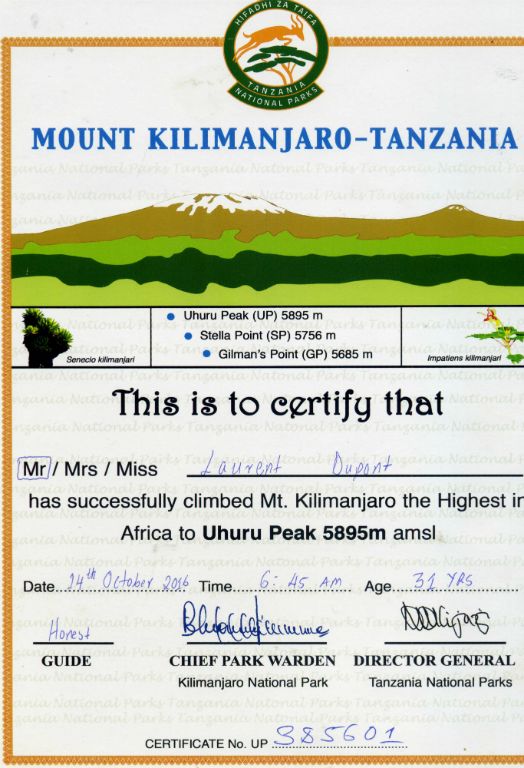 HIFADHI ZA TAIFA
TANZANIA
NATIONAL PARKS
MOUNT KILIMANJARO-TANZANIA
Uhuru Peak (UP) 5895 m
Stella Point (SP) 5756 m
Gilman's Point (GP) 5685 m
Senecio kilimanjari
Impatiens kilimanjari
This is to certify that
Mr / Mrs / Miss Laurent Dupont
has successfully climbed Mt. Kilimanjaro the Highest in
Africa to Uhuru Peak 5895m amsl
Date 14th October 2016 Time 6:45 AM Age 31 YRS
Honest
GUIDE CHIEF PARK WARDEN DIRECTOR GENERAL
Kilimanjaro National Park Tanzania National Parks
CERTIFICATE No. UP 385601